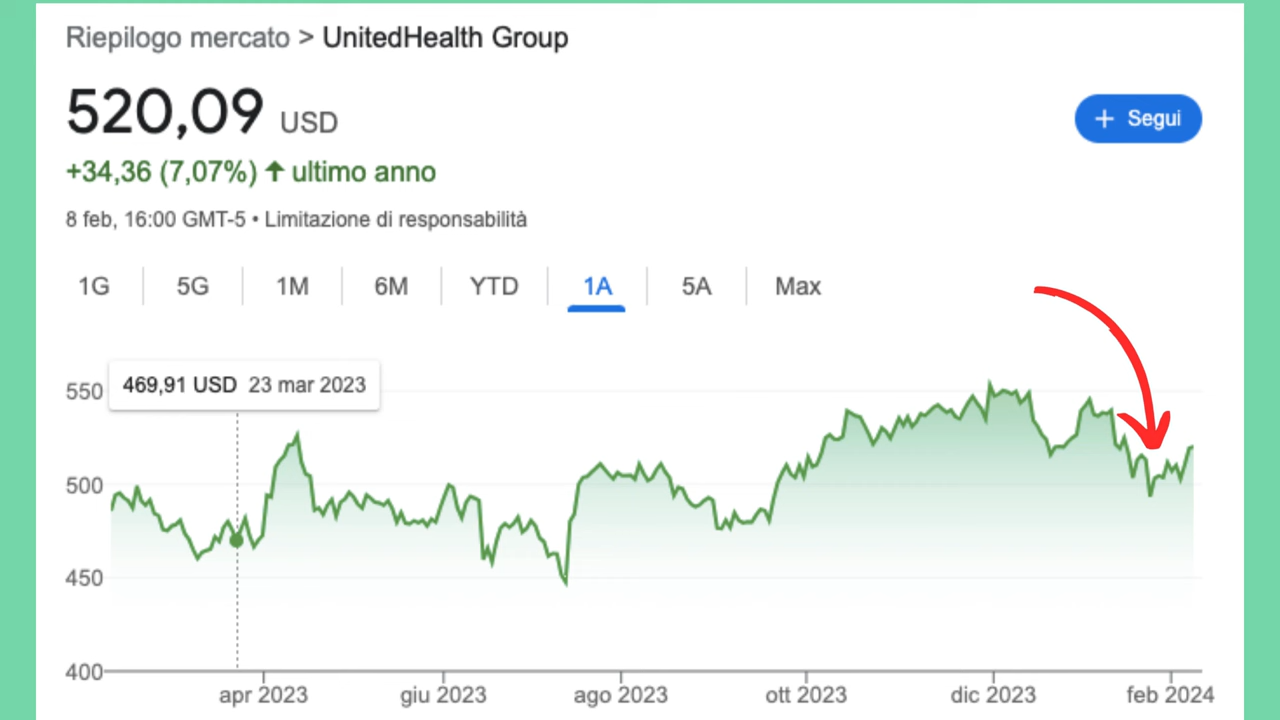 Riepilogo mercato > UnitedHealth Group
520,09 USD
+ Segui
+34,36 (7,07%) ↑ ultimo anno
8 feb, 16:00 GMT-5 • Limitazione di responsabilità
1G 5G 1M 6M YTD 1A 5A Max
550
469,91 USD 23 mar 2023
500
450
400
apr 2023 giu 2023 ago 2023 ott 2023 dic 2023 feb 2024